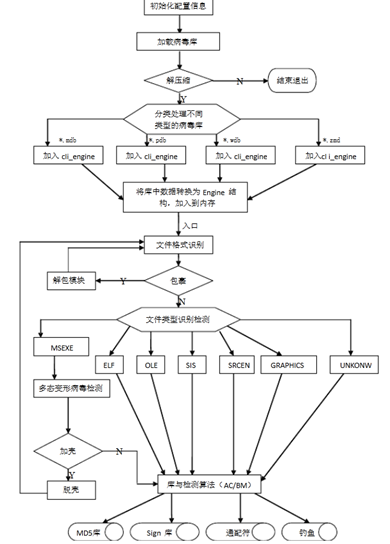 初始化配置信息
加载病毒库
解压缩
N
结束退出
Y
分类处理不同
类型的病毒库
*.mdb
*.pdb
*.wdb
*.zmd
加入 cli_engine
加入 cli_engine
加入 cli_engine
加入 cli_engine
将库中数据转换为 Engine 结
构，加入到内存
入口
文件格式识别
解包模块
Y
包裹
N
文件类型识别检测
MSEXE
ELF
OLE
SIS
SRCEN
GRAPHICS
UNKONW
多态变形病毒检测
加壳
N
Y
脱壳
库与检测算法（AC/BM）
MD5库
Sign 库
通配符
钓鱼